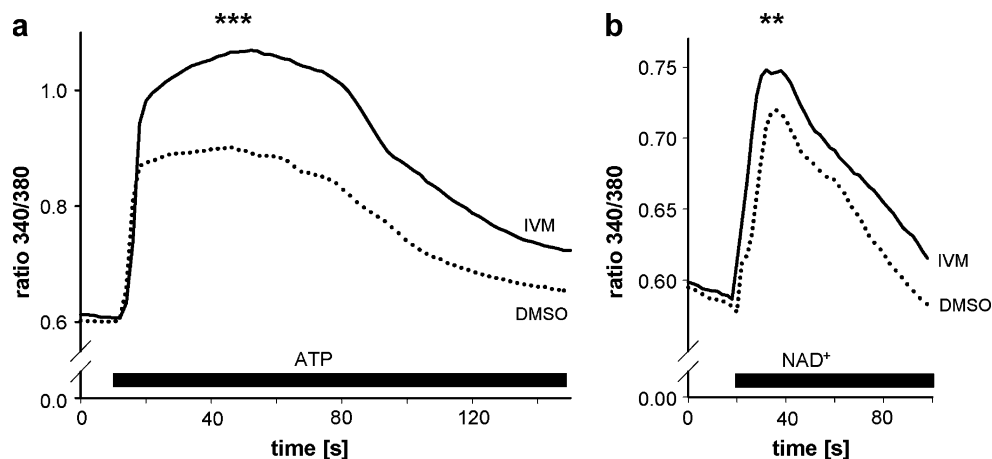 a
***
ratio 340/380
1.0
0.8
0.6
0.0
IVM
DMSO
ATP
0
40
80
120
time [s]
b
**
ratio 340/380
0.75
0.70
0.65
0.60
0.00
IVM
DMSO
NAD+
0
40
80
time [s]